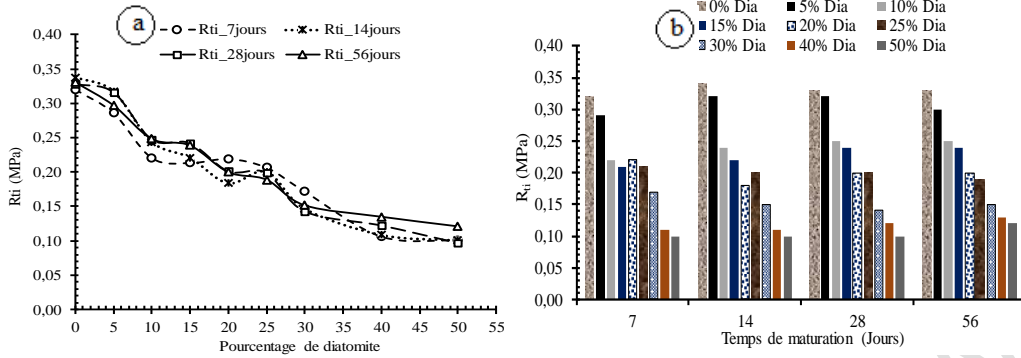 a
Rti_7jours
Rti_14jours
Rti_28jours
Rti_56jours
Rti (MPa)
0,40
0,35
0,30
0,25
0,20
0,15
0,10
0,05
0,00
0 5 10 15 20 25 30 35 40 45 50 55
Pourcentage de diatomite
b
0% Dia 5% Dia 10% Dia
15% Dia 20% Dia 25% Dia
30% Dia 40% Dia 50% Dia
Rti (MPa)
0,40
0,35
0,30
0,25
0,20
0,15
0,10
0,05
0,00
7 14 28 56
Temps de maturation (Jours)